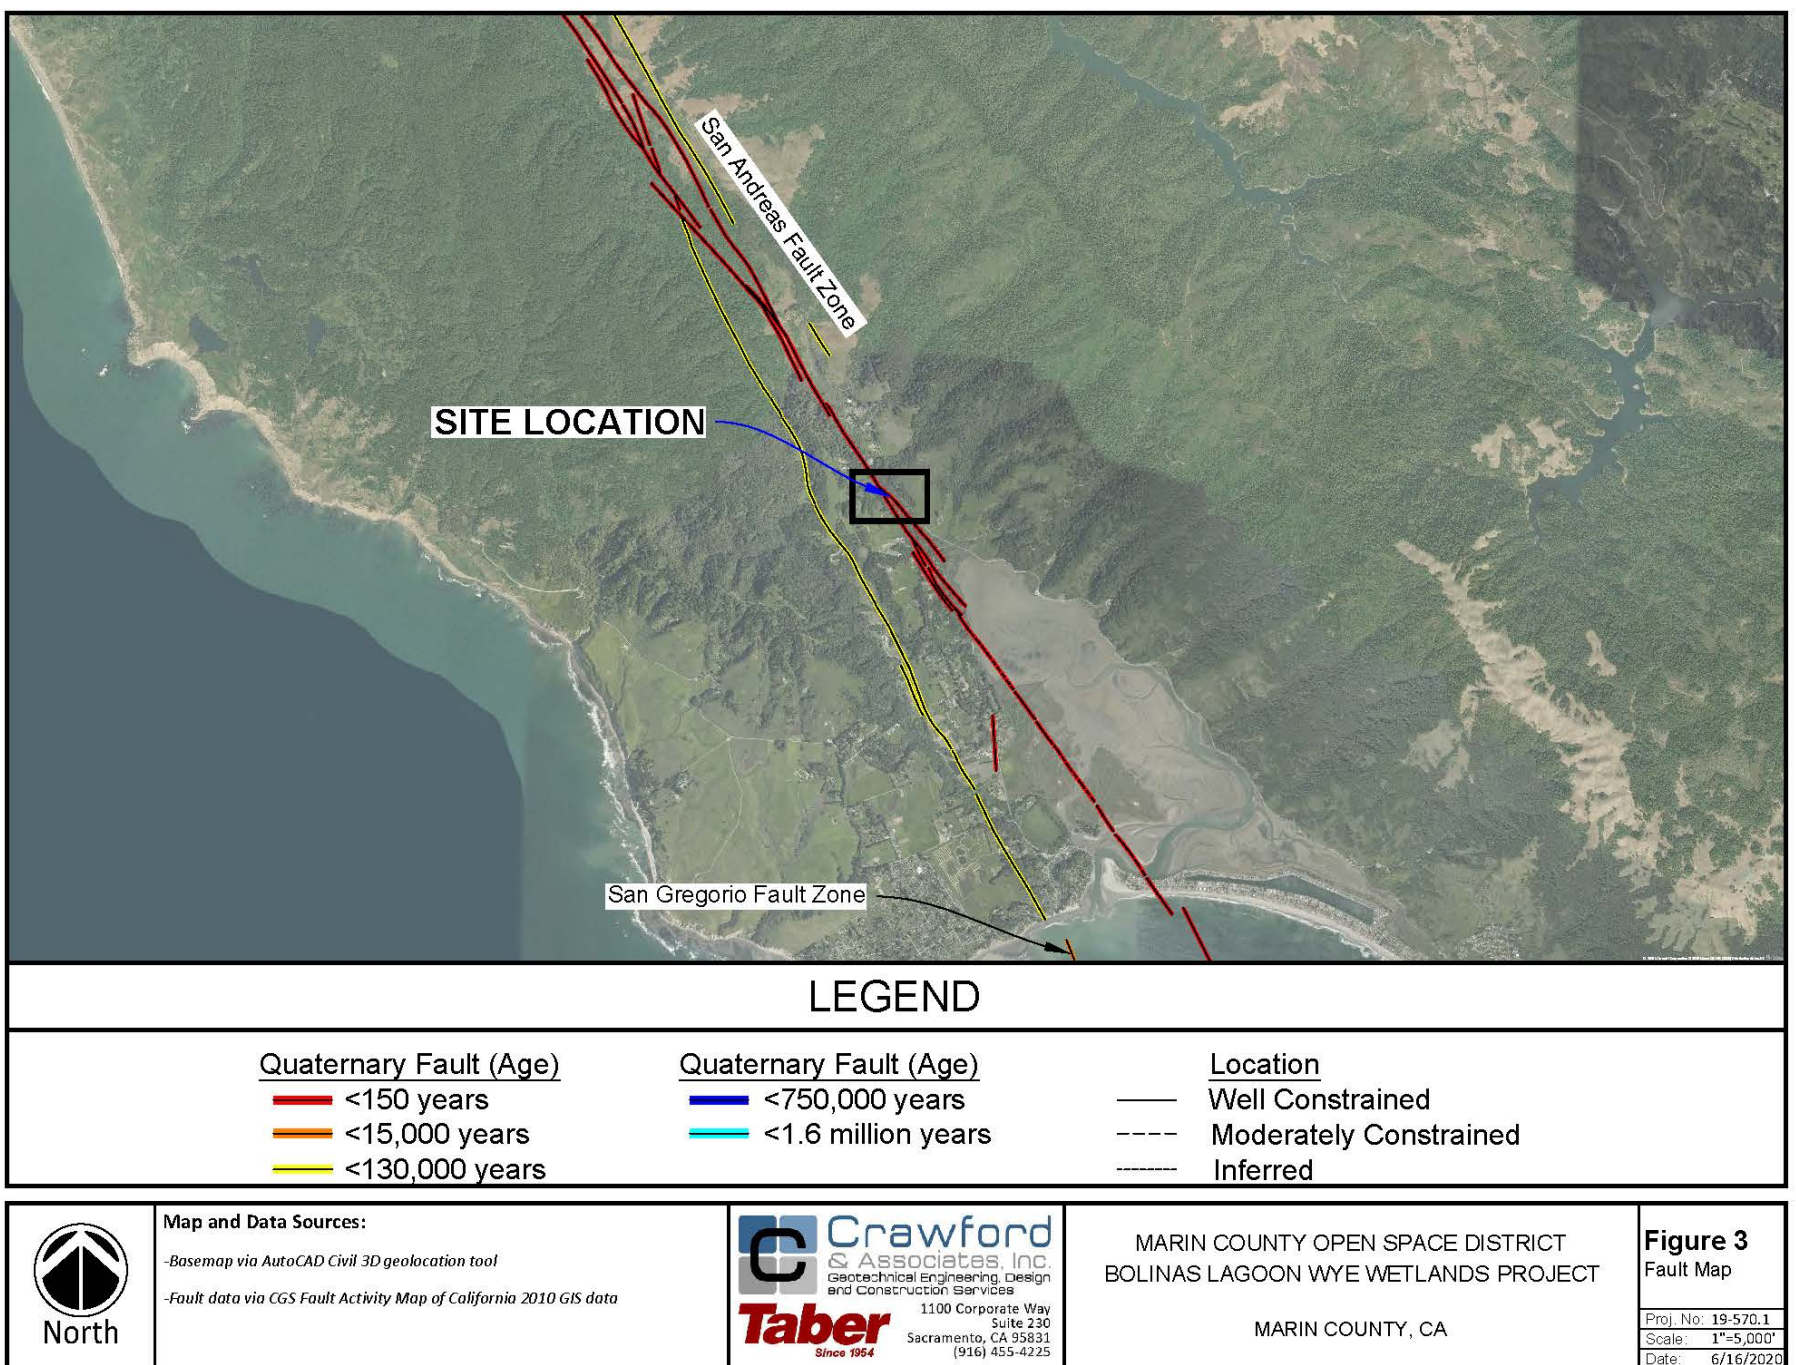 San Andreas Fault Zone
SITE LOCATION
San Gregorio Fault Zone
LEGEND
Quaternary Fault (Age)
<150 years
<15,000 years
<130,000 years
Quaternary Fault (Age)
<750,000 years
<1.6 million years
Location
Well Constrained
Moderately Constrained
Inferred
North
Map and Data Sources:
-Basemap via AutoCAD Civil 3D geolocation tool
-Fault data via CGS Fault Activity Map of California 2010 GIS data
C
Crawford
& Associates, Inc.
Geotechnical Engineering, Design
and Construction Services
Taber
Since 1954
1100 Corporate Way
Suite 230
Sacramento, CA 95831
(916) 455-4225
MARIN COUNTY OPEN SPACE DISTRICT
BOLINAS LAGOON WYE WETLANDS PROJECT
MARIN COUNTY, CA
Figure 3
Fault Map
Proj. No: 19-570.1
Scale: 1"=5,000'
Date: 6/16/2020